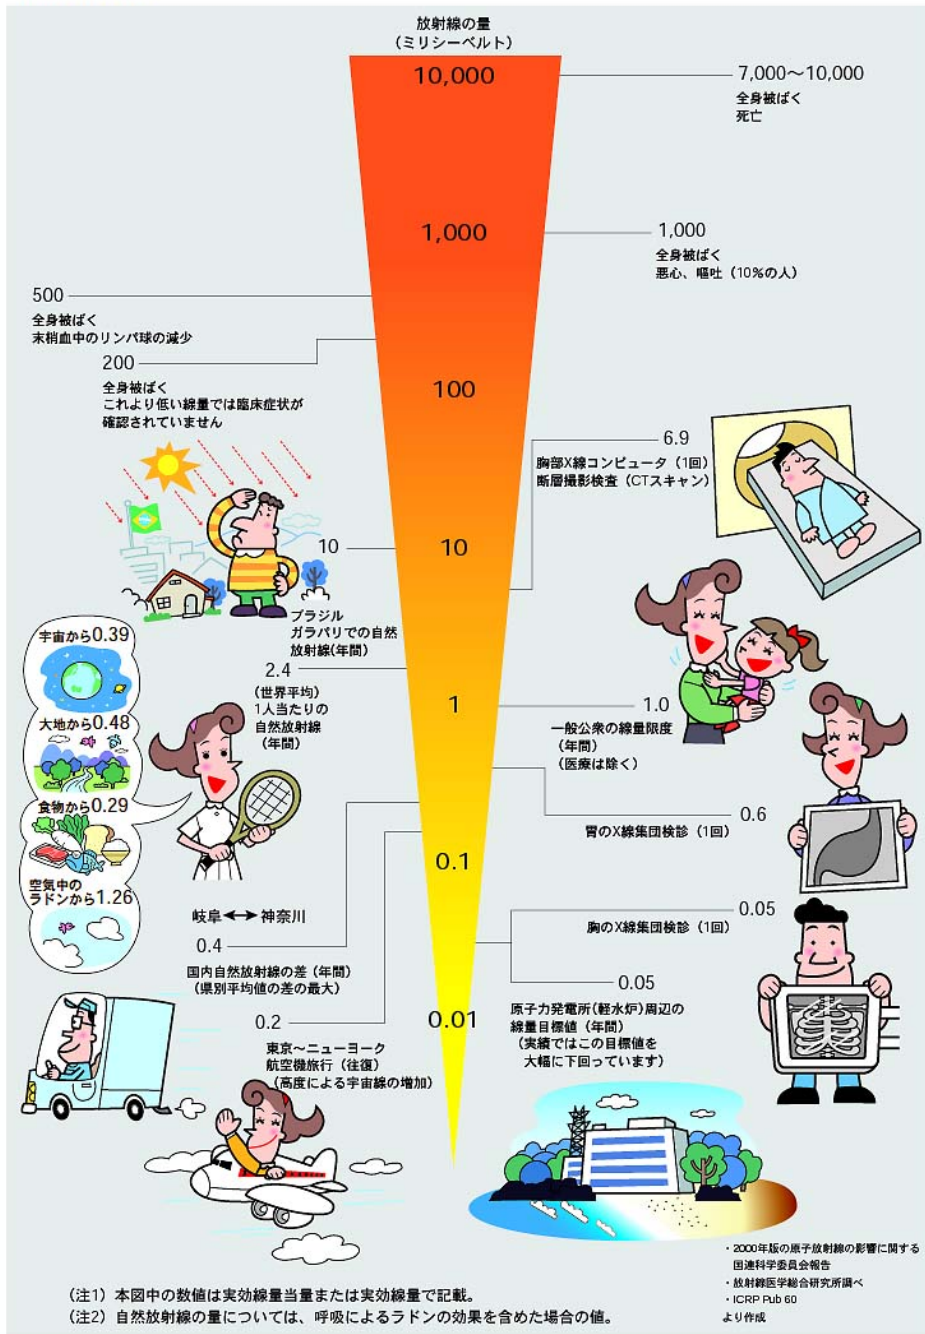 放射線の量
（ミリシーベルト）
10,000
7,000～10,000
全身被ばく
死亡
1,000
1,000
全身被ばく
悪心、嘔吐（10%の人）
500
全身被ばく
末梢血中のリンパ球の減少
200
全身被ばく
これより低い線量では臨床症状が
確認されていません
100
6.9
胸部X線コンピュータ（1回）
断層撮影検査（CTスキャン）
10
10
ブラジル
ガラパリでの自然
放射線(年間)
宇宙から0.39
大地から0.48
食物から0.29
空気中の
ラドンから1.26
2.4
（世界平均）
1人当たりの
自然放射線
（年間）
1
1.0
一般公衆の線量限度
（年間）
（医療は除く）
0.6
胃のX線集団検診（1回）
0.1
岐阜↔神奈川
0.4
国内自然放射線の差（年間）
（県別平均値の差の最大）
0.05
胸のX線集団検診（1回）
0.05
原子力発電所(軽水炉)周辺の
線量目標値（年間）
（実績ではこの目標値を
大幅に下回っています）
0.01
0.2
東京～ニューヨーク
航空機旅行（往復）
（高度による宇宙線の増加）
・2000年版の原子放射線の影響に関する
国連科学委員会報告
・放射線医学総合研究所調べ
・ICRP Pub 60
より作成
（注1）本図中の数値は実効線量当量または実効線量で記載。
（注2）自然放射線の量については、呼吸によるラドンの効果を含めた場合の値。